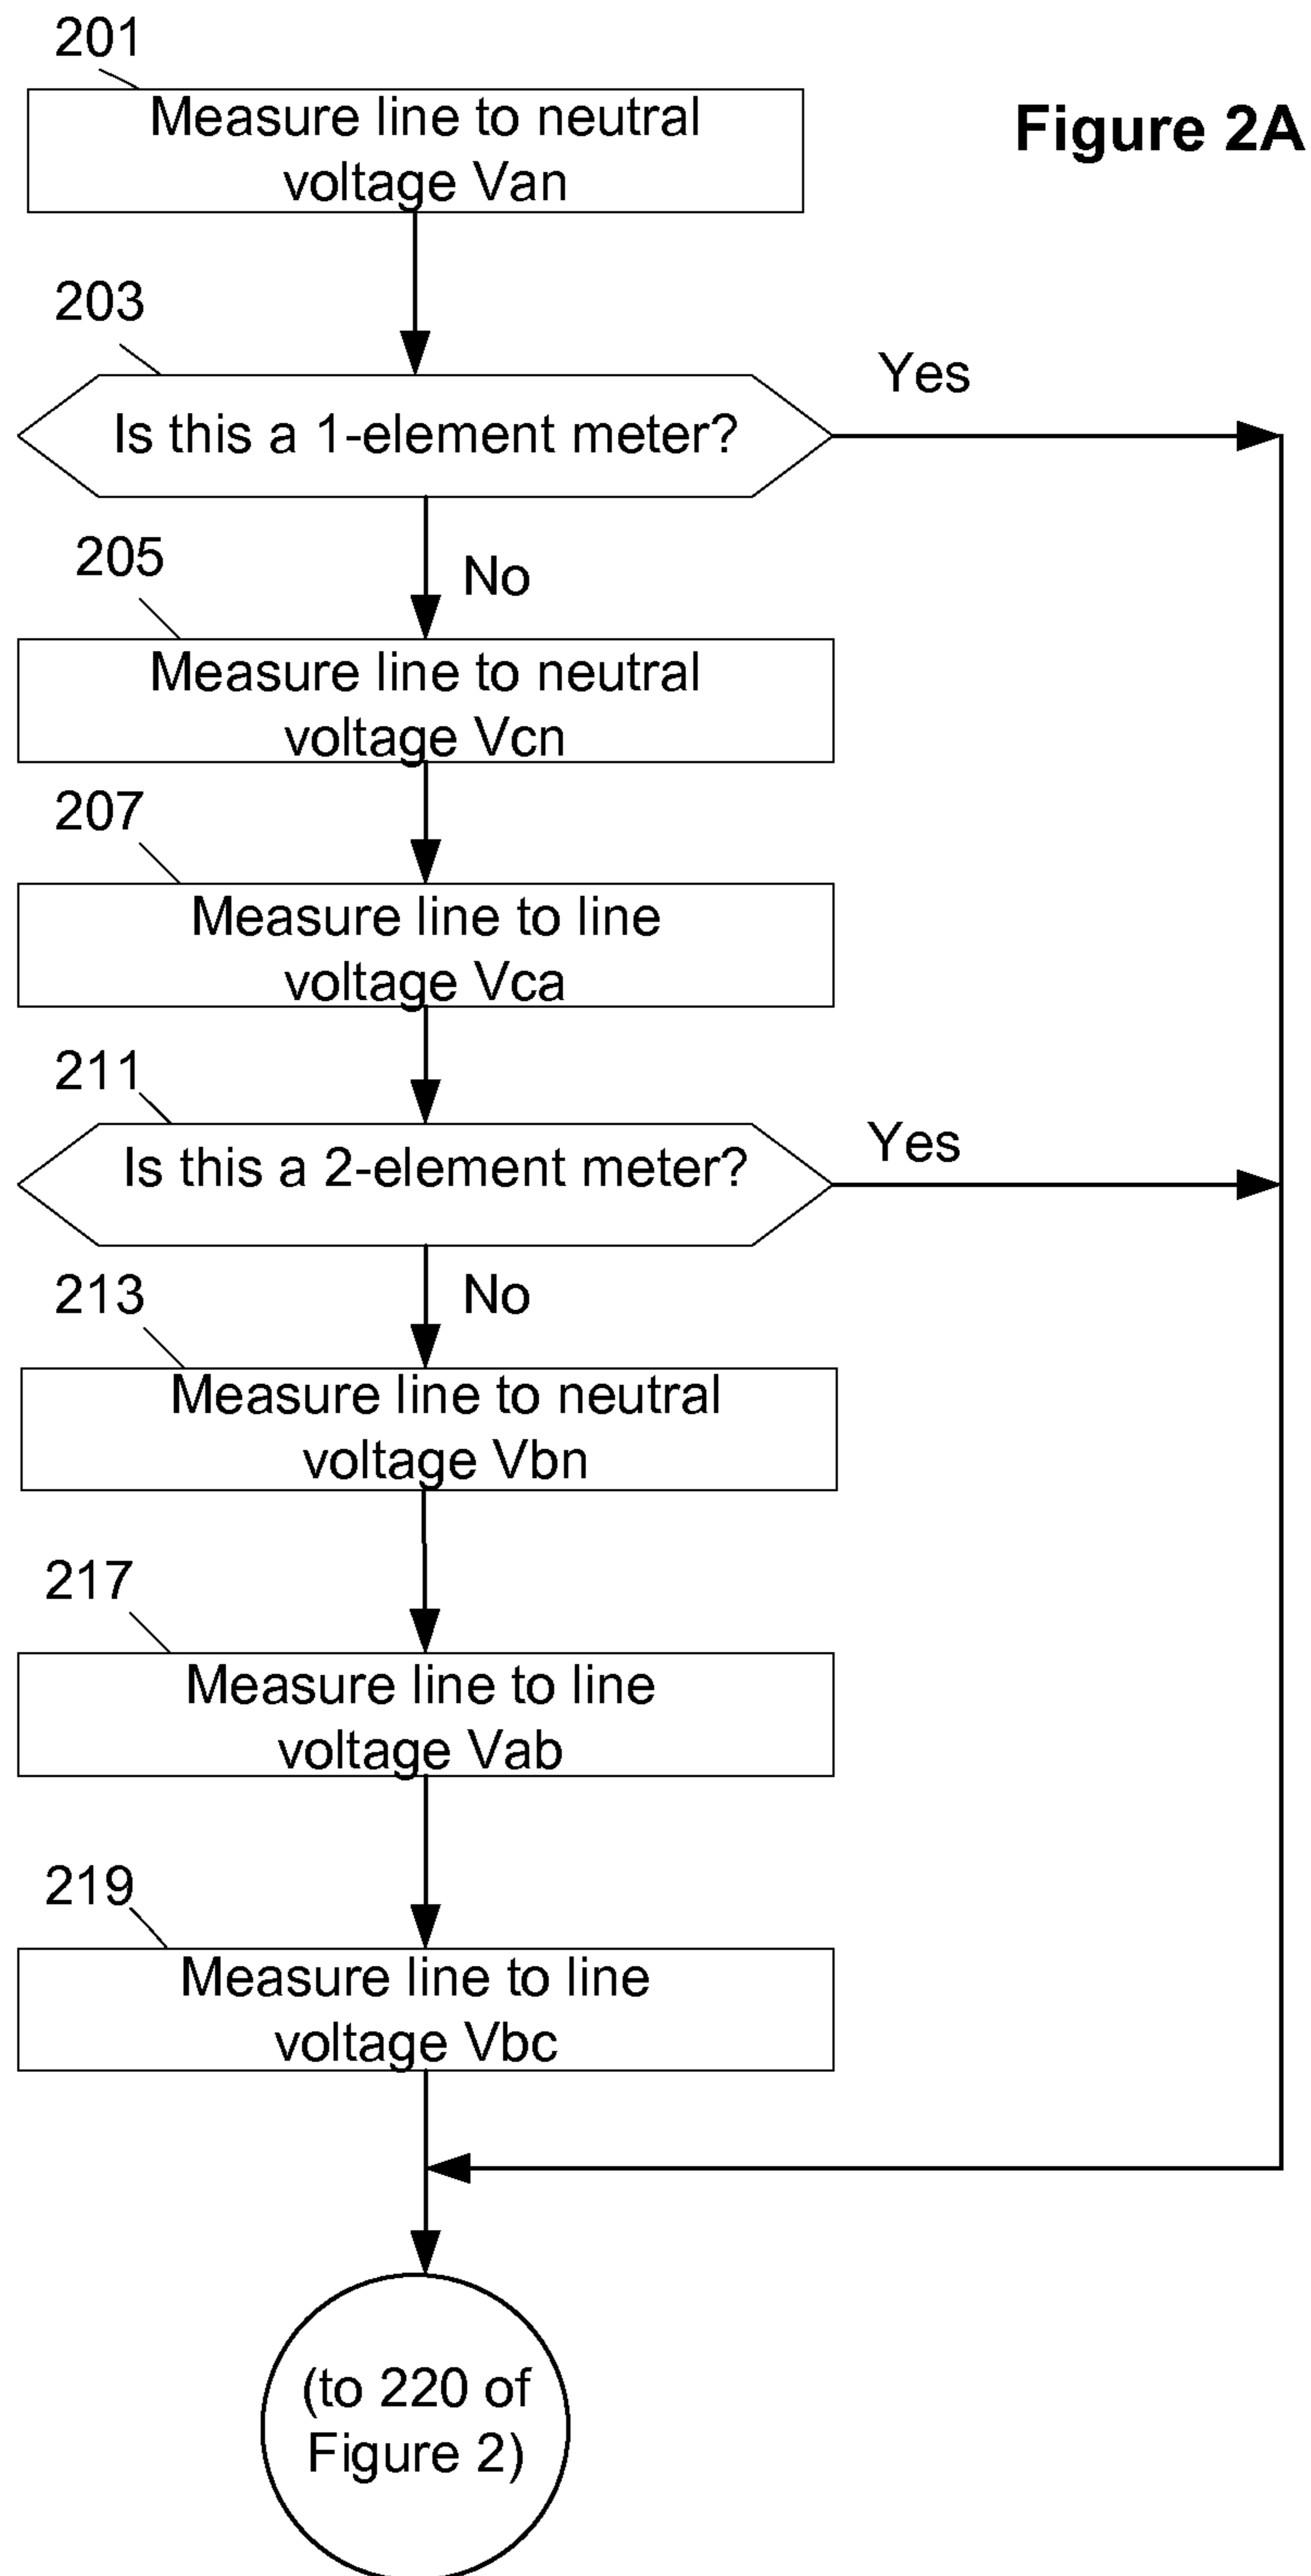 201
Figure 2A
Measure line to neutral
voltage Van
203
Yes
Is this a 1-element meter?
205
No
Measure line to neutral
voltage Vcn
207
Measure line to line
voltage Vca
211
Yes
Is this a 2-element meter?
213
No
Measure line to neutral
voltage Vbn
217
Measure line to line
voltage Vab
219
Measure line to line
voltage Vbc
(to 220 of
Figure 2)